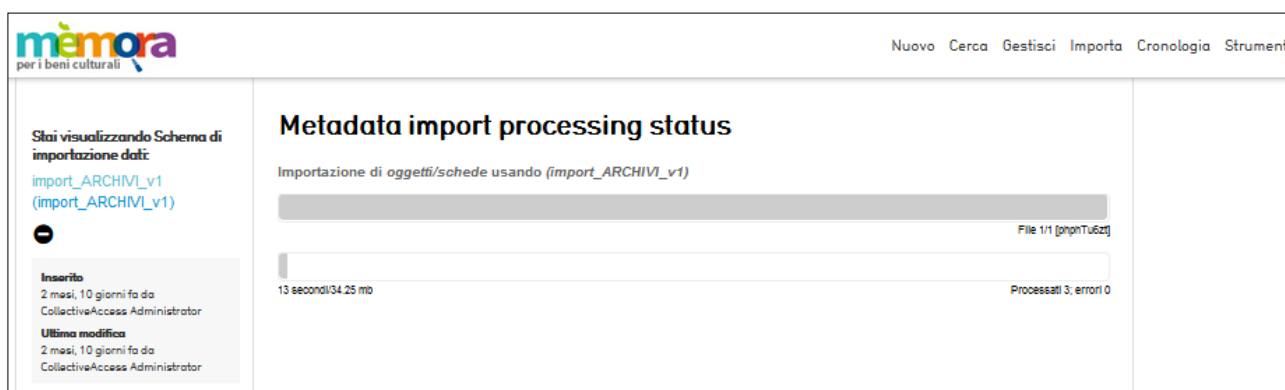 mèmora
per i beni culturali
Nuovo Cerca Gestisci Importa Cronologia Strument
Stai visualizzando Schema di
importazione dati:
import_ARCHIVI_v1
(import_ARCHIVI_v1)
Inserito
2 mesi, 10 giorni fa da
CollectiveAccess Administrator
Ultima modifica
2 mesi, 10 giorni fa da
CollectiveAccess Administrator
Metadata import processing status
Importazione di oggetti/schede usando (import_ARCHIVI_v1)
File 1/1 [phphTu6zf]
13 secondi/34.25 mb
Processati 3; errori 0